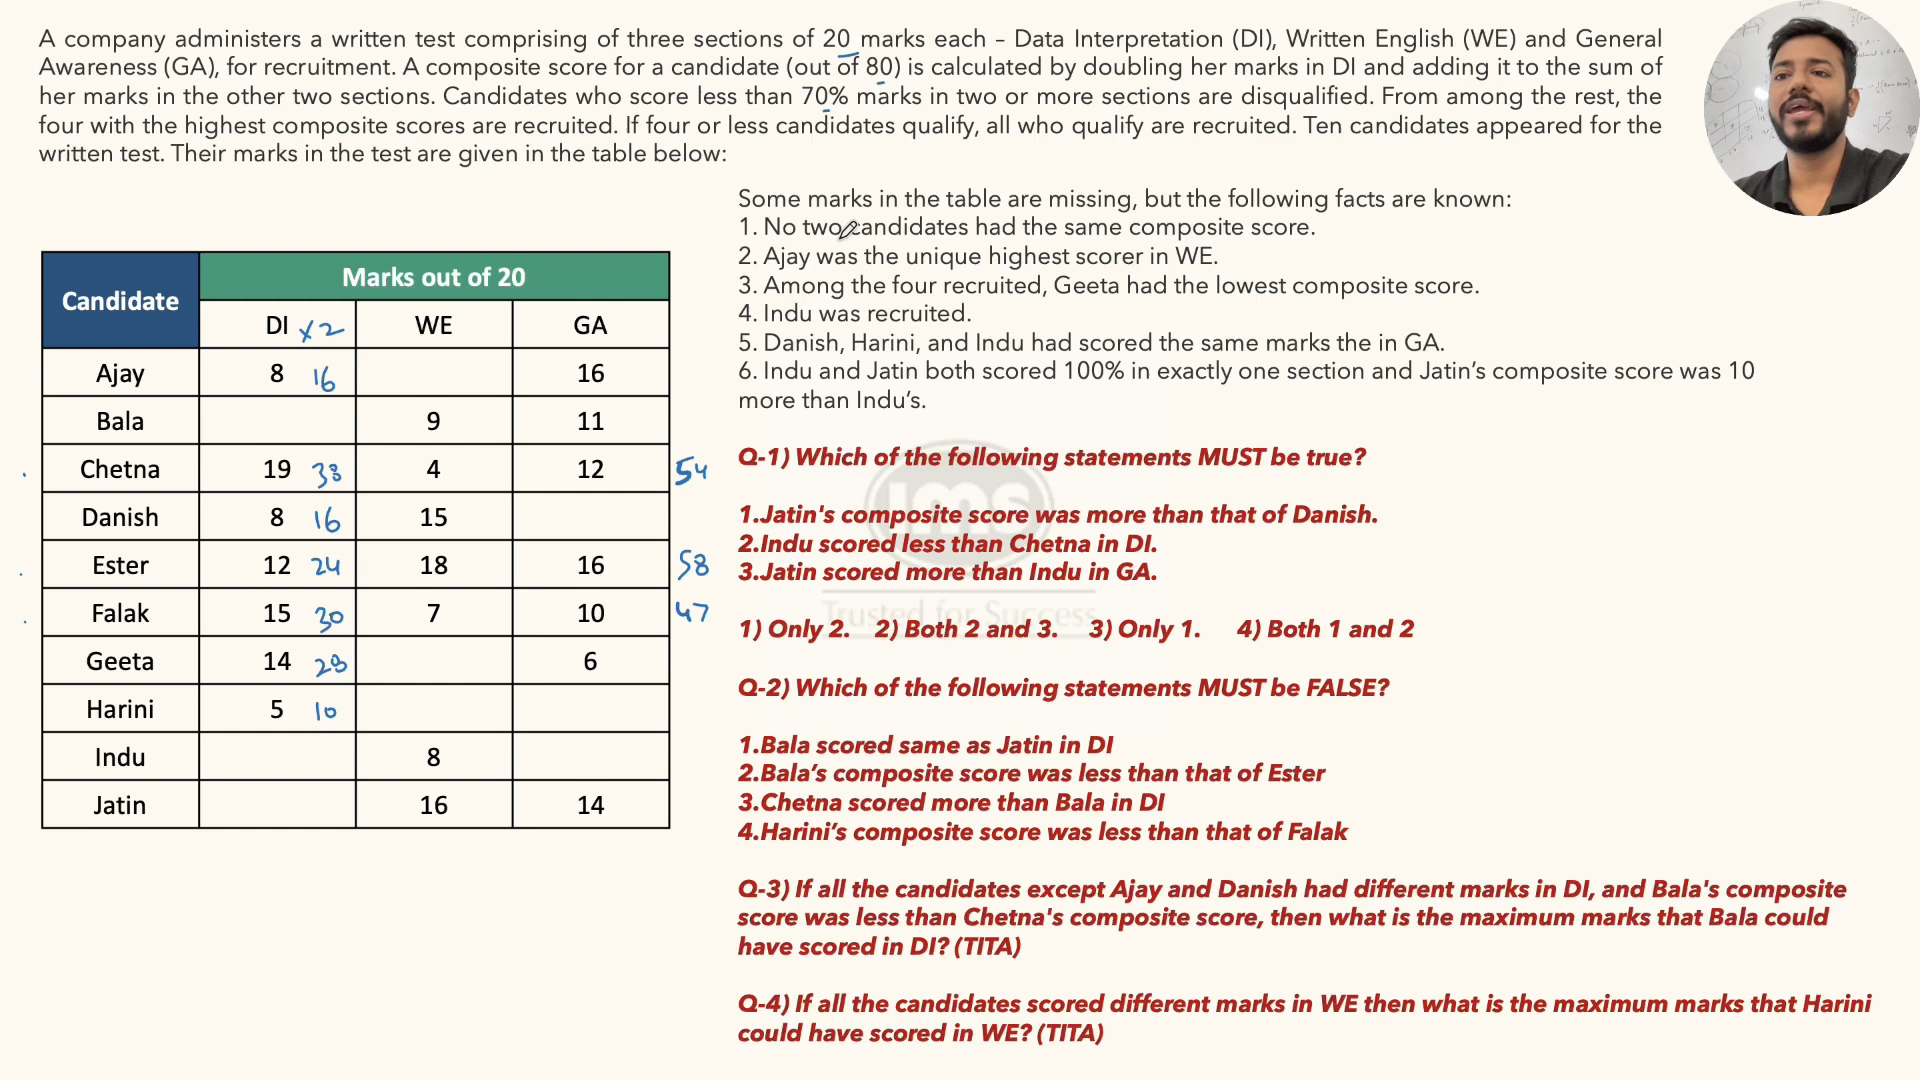 A company administers a written test comprising of three sections of 20 marks each – Data Interpretation (DI), Written English (WE) and General
Awareness (GA), for recruitment. A composite score for a candidate (out of 80) is calculated by doubling her marks in DI and adding it to the sum of
her marks in the other two sections. Candidates who score less than 70% marks in two or more sections are disqualified. From among the rest, the
four with the highest composite scores are recruited. If four or less candidates qualify, all who qualify are recruited. Ten candidates appeared for the
written test. Their marks in the test are given in the table below:
Some marks in the table are missing, but the following facts are known:
1. No two candidates had the same composite score.
2. Ajay was the unique highest scorer in WE.
3. Among the four recruited, Geeta had the lowest composite score.
4. Indu was recruited.
5. Danish, Harini, and Indu had scored the same marks the in GA.
6. Indu and Jatin both scored 100% in exactly one section and Jatin's composite score was 10
more than Indu's.
Candidate Marks out of 20
DI x2 WE GA
Ajay 8 16 16
Bala 9 11
Chetna 19 38 4 12 54
Danish 8 16 15
Ester 12 24 18 16 58
Falak 15 30 7 10 47
Geeta 14 28 6
Harini 5 10
Indu 8
Jatin 16 14
ims
Trusted for Success
Q-1) Which of the following statements MUST be true?
1.Jatin's composite score was more than that of Danish.
2.Indu scored less than Chetna in DI.
3.Jatin scored more than Indu in GA.
1) Only 2. 2) Both 2 and 3. 3) Only 1. 4) Both 1 and 2
Q-2) Which of the following statements MUST be FALSE?
1.Bala scored same as Jatin in DI
2.Bala's composite score was less than that of Ester
3.Chetna scored more than Bala in DI
4.Harini's composite score was less than that of Falak
Q-3) If all the candidates except Ajay and Danish had different marks in DI, and Bala's composite
score was less than Chetna's composite score, then what is the maximum marks that Bala could
have scored in DI? (TITA)
Q-4) If all the candidates scored different marks in WE then what is the maximum marks that Harini
could have scored in WE? (TITA)